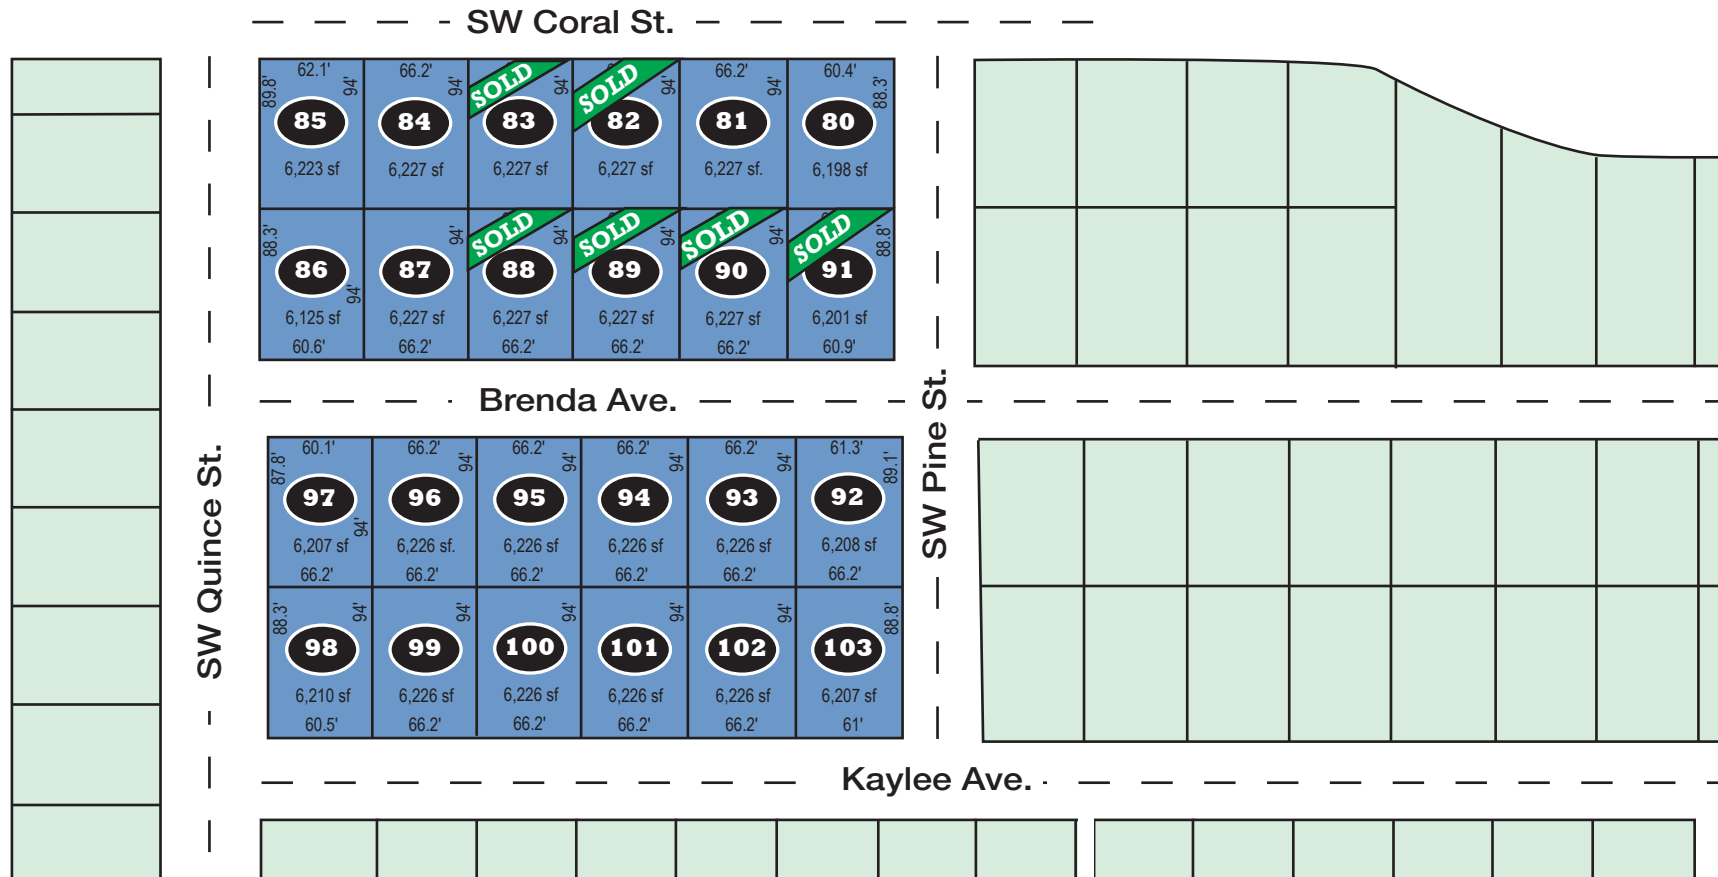 SW Coral St.
62.1' 66.2' 66.2' 60.4'
89.8' 94' 94' 94' 94' 94' 88.3'
SOLD SOLD
85 84 83 82 81 80
6,223 sf 6,227 sf 6,227 sf 6,227 sf 6,227 sf. 6,198 sf
88.3' 94' 94' 94' 94' 94' 88.8'
SOLD SOLD SOLD SOLD
86 87 88 89 90 91
6,125 sf 6,227 sf 6,227 sf 6,227 sf 6,227 sf 6,201 sf
60.6' 66.2' 66.2' 66.2' 66.2' 60.9'
Brenda Ave.
SW Quince St.
SW Pine St.
60.1' 66.2' 66.2' 66.2' 66.2' 61.3'
87.8' 94' 94' 94' 94' 94' 89.1'
97 96 95 94 93 92
6,207 sf 6,226 sf. 6,226 sf 6,226 sf 6,226 sf 6,208 sf
66.2' 66.2' 66.2' 66.2' 66.2' 66.2'
88.3' 94' 94' 94' 94' 94' 88.8'
98 99 100 101 102 103
6,210 sf 6,226 sf 6,226 sf 6,226 sf 6,226 sf 6,207 sf
60.5' 66.2' 66.2' 66.2' 66.2' 61'
Kaylee Ave.